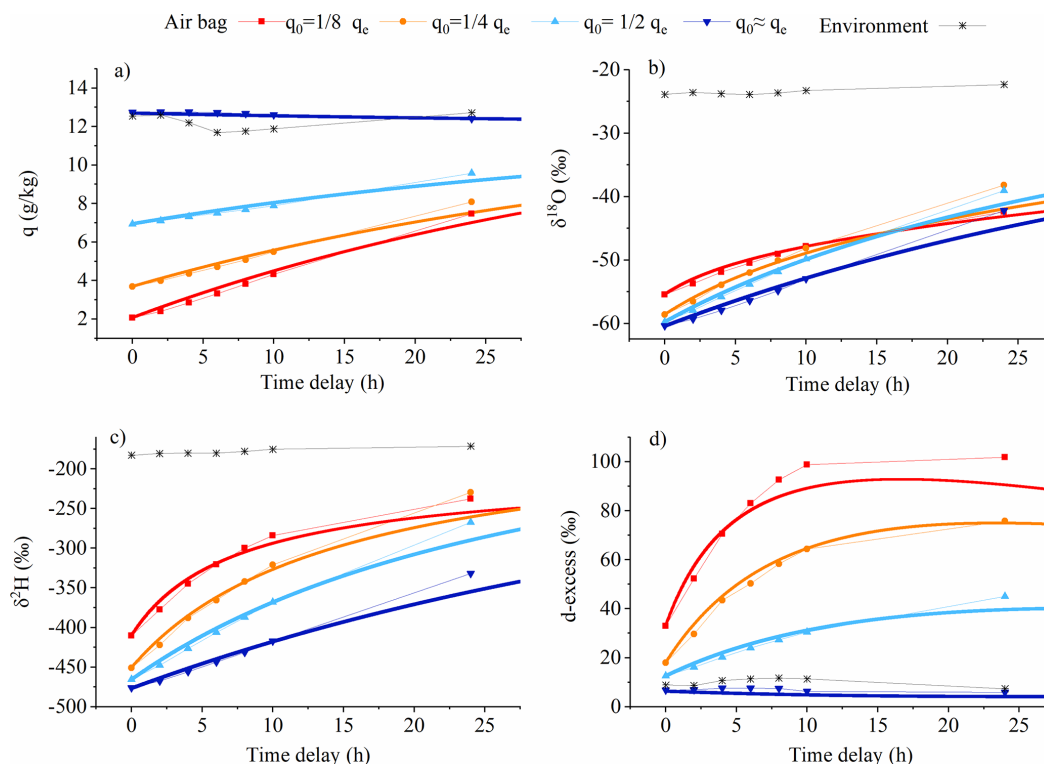 Air bag q₀=1/8 qₑ q₀=1/4 qₑ q₀= 1/2 qₑ q₀≈ qₑ Environment
a)
14
12
10
8
6
4
2
q (g/kg)
0 5 10 15 20 25
Time delay (h)
b)
-20
-30
-40
-50
-60
δ¹⁸O (‰)
0 5 10 15 20 25
Time delay (h)
c)
-200
-250
-300
-350
-400
-450
-500
δ²H (‰)
0 5 10 15 20 25
Time delay (h)
d)
100
80
60
40
20
0
d-excess (‰)
0 5 10 15 20 25
Time delay (h)